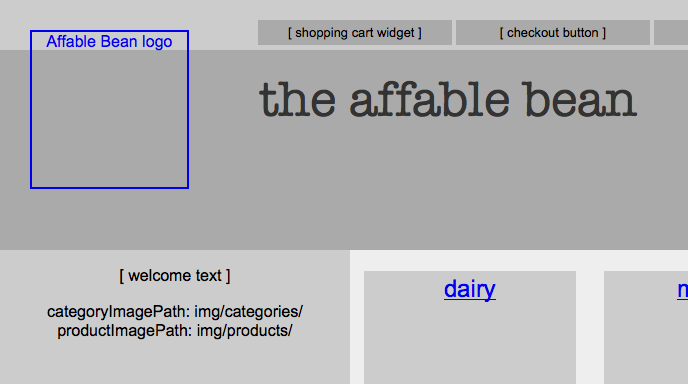 [ shopping cart widget ]
[ checkout button ]
Affable Bean logo
the affable bean
[ welcome text ]
categoryImagePath: img/categories/
productImagePath: img/products/
dairy